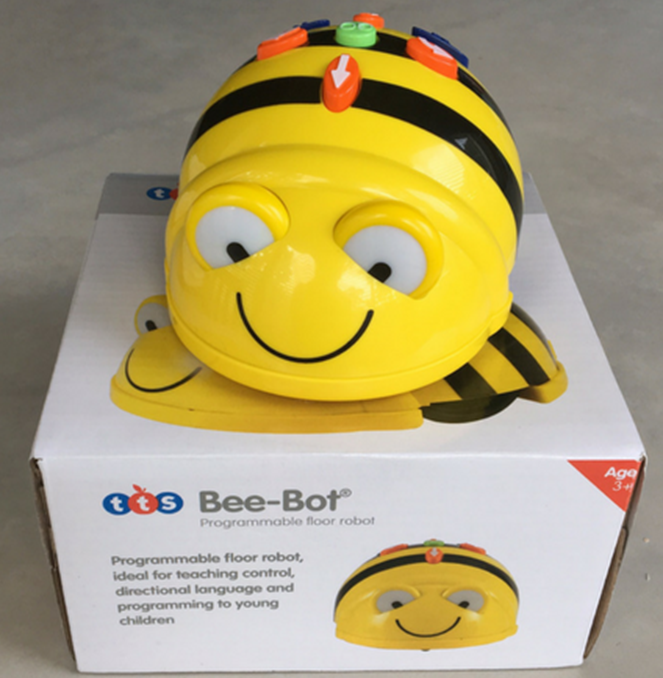 t
Age
3+
tts Bee-Bot®
Programmable floor robot
Programmable floor robot,
ideal for teaching control,
directional language and
programming to young
children